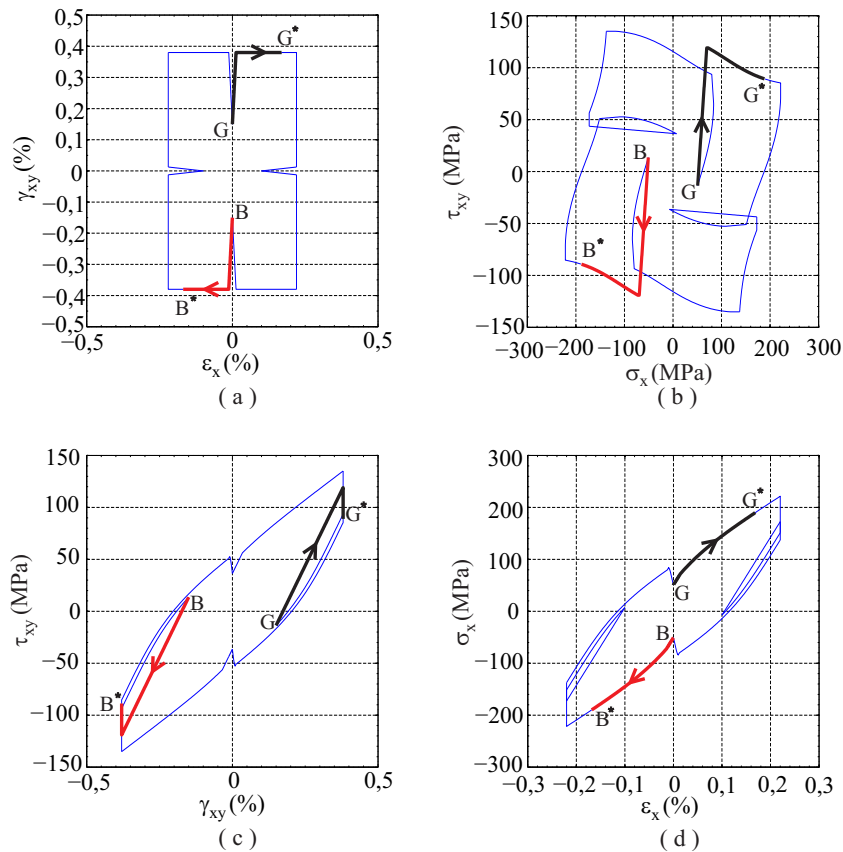 0,5
0,4
0,3
0,2
0,1
0
−0,1
−0,2
−0,3
−0,4
−0,5
γxy (%)
G*
G
B
B*
−0,5 0 0,5
εx (%)
( a )
150
100
50
0
−50
−100
−150
τxy (MPa)
G*
B
G
B*
−300 −200 −100 0 100 200 300
σx (MPa)
( b )
150
100
50
0
−50
−100
−150
τxy (MPa)
G*
B
G
B*
−0,5 0 0,5
γxy (%)
( c )
300
200
100
0
−100
−200
−300
σx (MPa)
G*
G
B
B*
−0,3 −0,2 −0,1 0 0,1 0,2 0,3
εx (%)
( d )